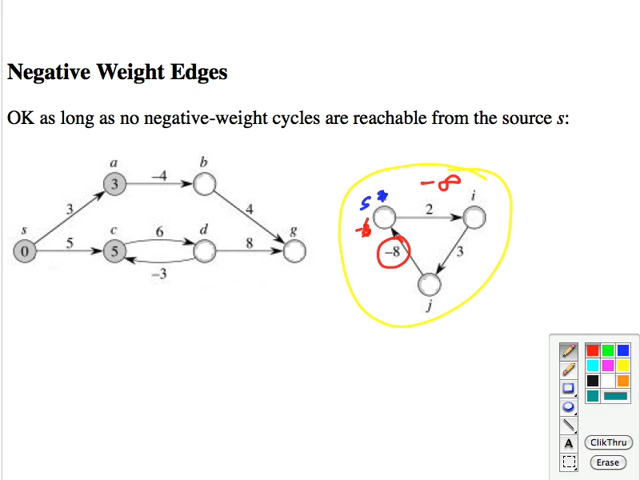 Negative Weight Edges
OK as long as no negative-weight cycles are reachable from the source s:
a
b
3
-4
3
4
s
c
6
d
g
0
5
5
8
-3
-∞
i
2
-8
3
j
A
ClikThru
Erase